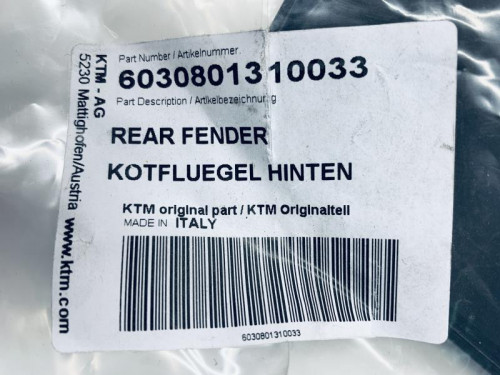 KTM - AG
5230 Mattighofen/Austria www.ktm.com
Part Number / Artikelnummer
6030801310033
Part Description / Artikelbezeichnung
REAR FENDER
KOTFLUEGEL HINTEN
KTM original part / KTM Originalteil
MADE IN ITALY
6030801310033